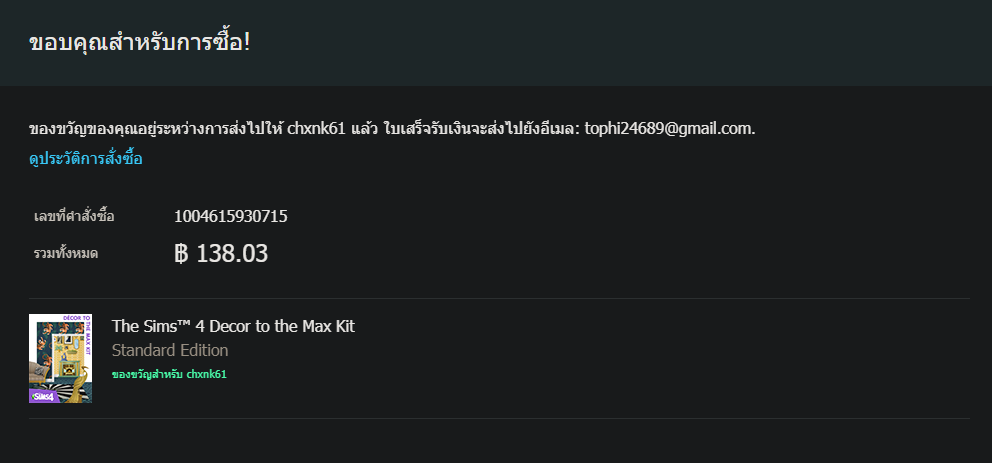 ขอบคุณสำหรับการซื้อ!
ของขวัญของคุณอยู่ระหว่างการส่งไปให้ chxnk61 แล้ว ใบเสร็จรับเงินจะส่งไปยังอีเมล: tophi24689@gmail.com.
ดูประวัติการสั่งซื้อ
เลขที่คำสั่งซื้อ 1004615930715
รวมทั้งหมด ฿ 138.03
DECOR TO
THE MAX KIT
The Sims™ 4 Decor to the Max Kit
Standard Edition
ของขวัญสำหรับ chxnk61
SIMS4